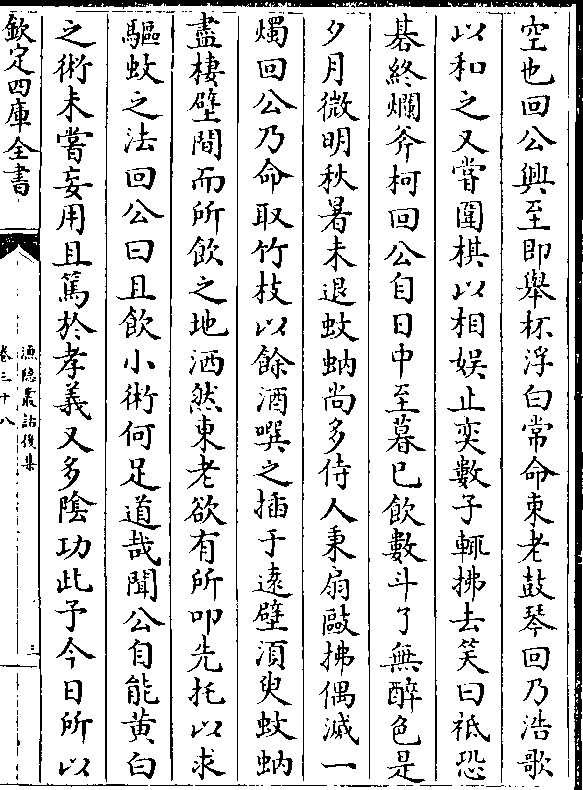 空也回公興至即舉杯浮白常命東老鼓琴回乃浩歌
以和之又嘗圍棋以相娱止奕數子輒拂去笑曰祗恐
碁終爛斧柯回公自日中至暮已飲數斗了無醉色是
夕月微明秋暑未退蚊蚋尚多侍人秉扇敺拂偶滅一
燭回公乃命取竹枝以餘酒噀之插于逺壁湏臾蚊蚋
盡棲壁間而所飲之地洒然東老欲有所叩先托以求
驅蚊之法回公曰且飲小術何足道哉聞公自能黄白
之術未嘗妄用且篤於孝義又多陰功此予今日所以
欽定四庫全書
漁隐叢話後集
卷三十八
三